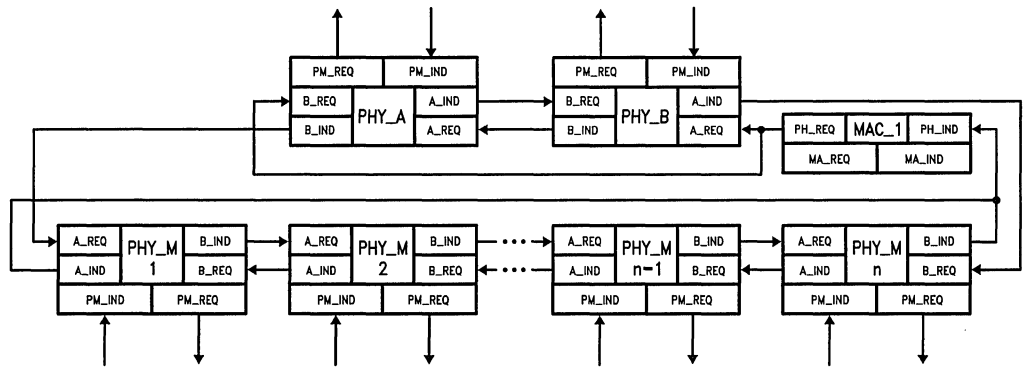 PM_REQ PM_IND PM_REQ PM_IND
B_REQ PHY_A A_IND B_REQ PHY_B A_IND
B_IND A_REQ B_IND A_REQ PH_REQ MAC_1 PH_IND
MA_REQ MA_IND
A_REQ PHY_M B_IND A_REQ PHY_M B_IND A_REQ PHY_M B_IND A_REQ PHY_M B_IND
A_IND 1 B_REQ A_IND 2 B_REQ A_IND n-1 B_REQ A_IND n B_REQ
PM_IND PM_REQ PM_IND PM_REQ PM_IND PM_REQ PM_IND PM_REQ